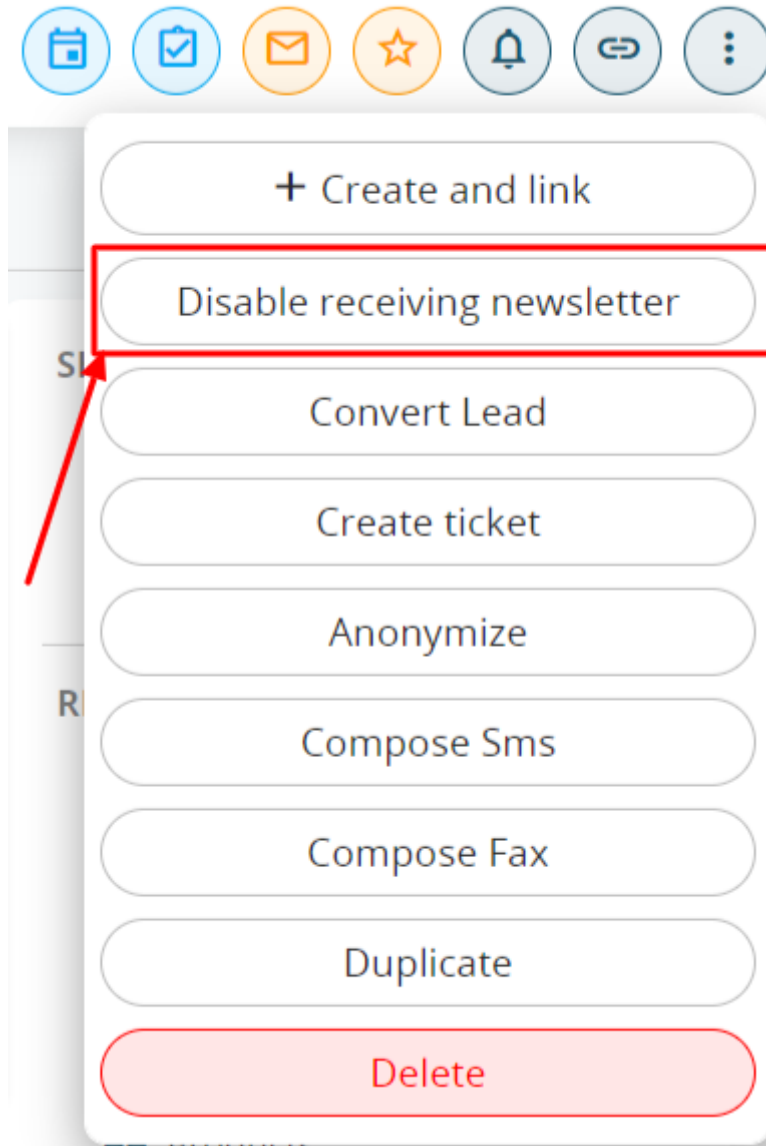 + Create and link
Disable receiving newsletter
Convert Lead
Create ticket
Anonymize
Compose Sms
Compose Fax
Duplicate
Delete